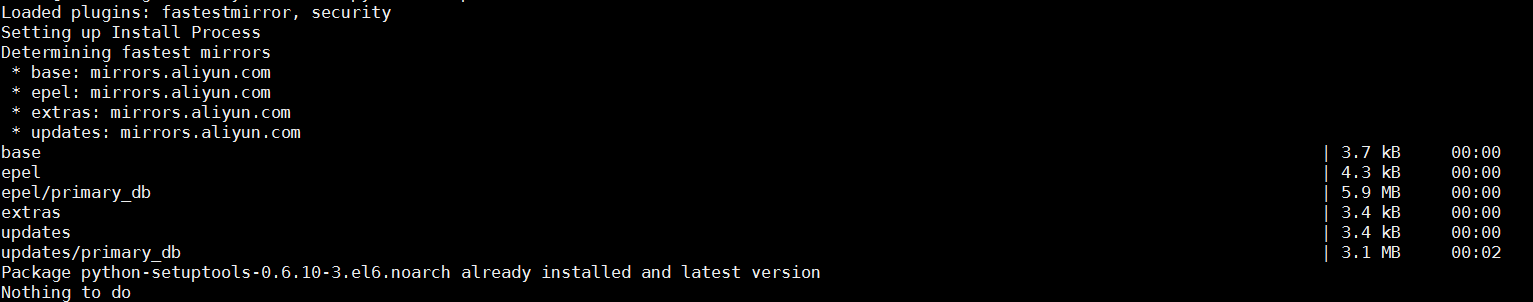 Loaded plugins: fastestmirror, security
Setting up Install Process
Determining fastest mirrors
 * base: mirrors.aliyun.com
 * epel: mirrors.aliyun.com
 * extras: mirrors.aliyun.com
 * updates: mirrors.aliyun.com
base | 3.7 kB 00:00
epel | 4.3 kB 00:00
epel/primary_db | 5.9 MB 00:00
extras | 3.4 kB 00:00
updates | 3.4 kB 00:00
updates/primary_db | 3.1 MB 00:02
Package python-setuptools-0.6.10-3.el6.noarch already installed and latest version
Nothing to do